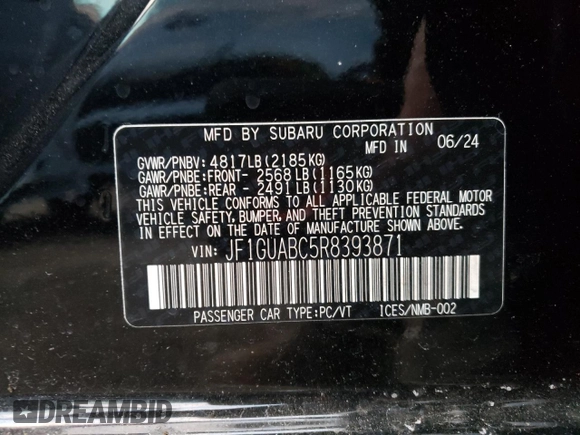 MFD BY SUBARU CORPORATION
MFD IN 06/24
GVWR/PNBV: 4817LB(2185KG)
GAWR/PNBE:FRONT- 2568LB(1165KG)
GAWR/PNBE:REAR - 2491LB(1130KG)
THIS VEHICLE CONFORMS TO ALL APPLICABLE FEDERAL MOTOR
VEHICLE SAFETY, BUMPER, AND THEFT PREVENTION STANDARDS
IN EFFECT ON THE DATE OF MANUFACTURE SHOWN ABOVE.
VIN: JF1GUABC5R8393871
PASSENGER CAR TYPE:PC/VT ICES/NMB-002
DREAMBID